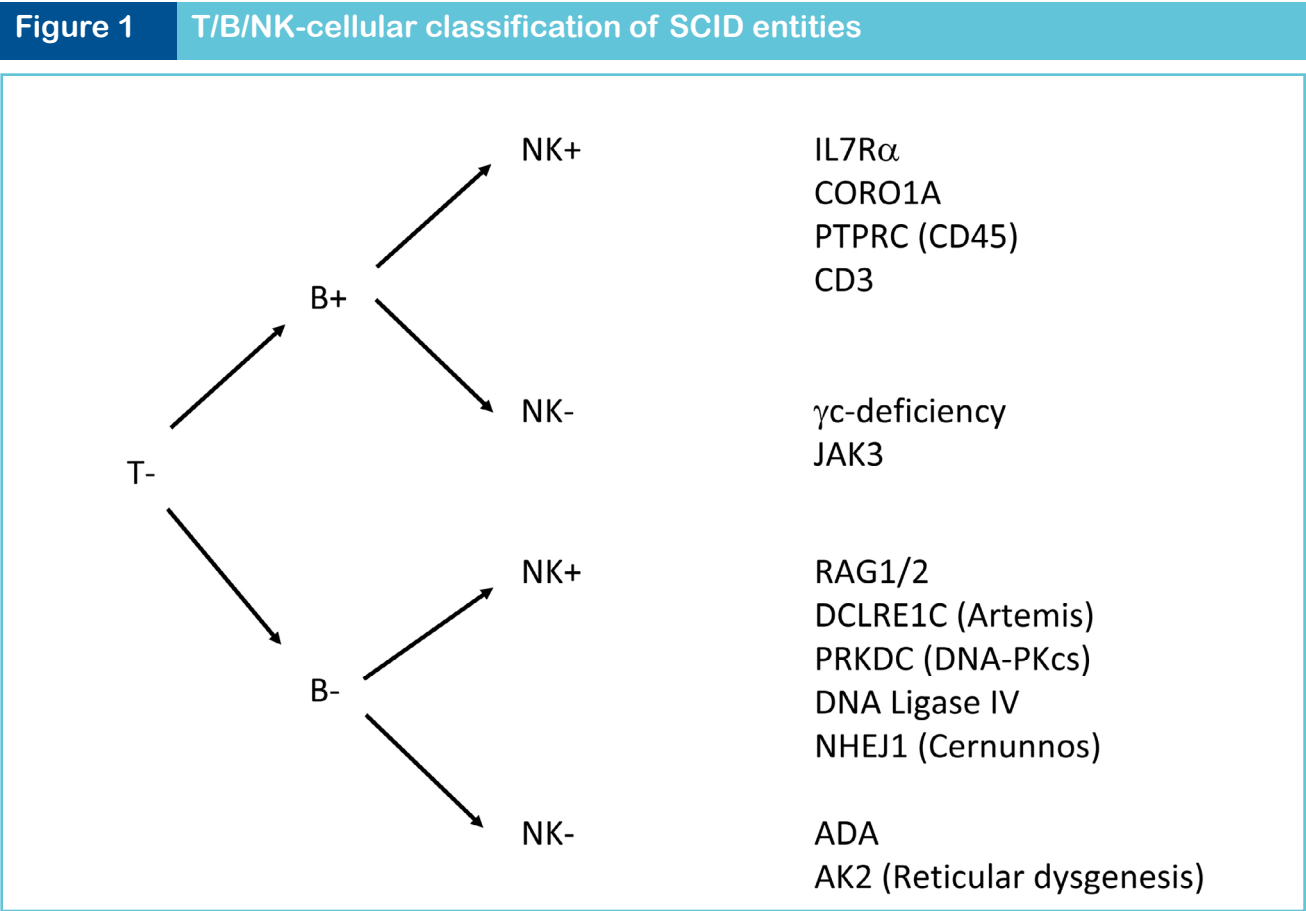 Figure 1 T/B/NK-cellular classification of SCID entities
NK+ IL7Rα
CORO1A
PTPRC (CD45)
CD3
B+
NK- γc-deficiency
JAK3
T-
NK+ RAG1/2
DCLRE1C (Artemis)
PRKDC (DNA-PKcs)
B- DNA Ligase IV
NHEJ1 (Cernunnos)
NK- ADA
AK2 (Reticular dysgenesis)